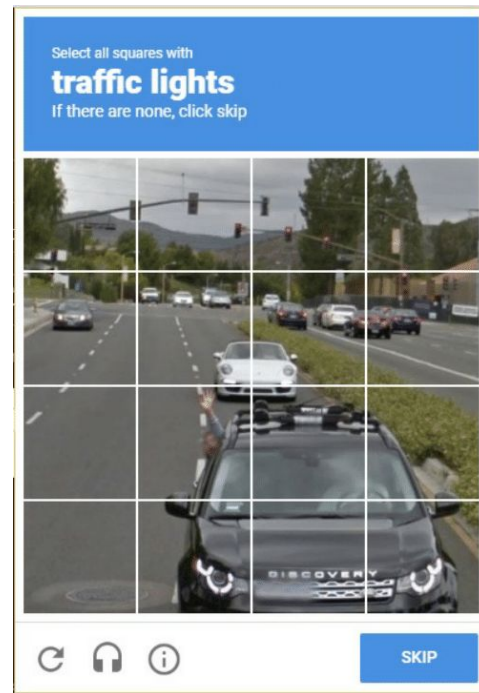 Select all squares with
traffic lights
If there are none, click skip
DISCOVERY
SKIP